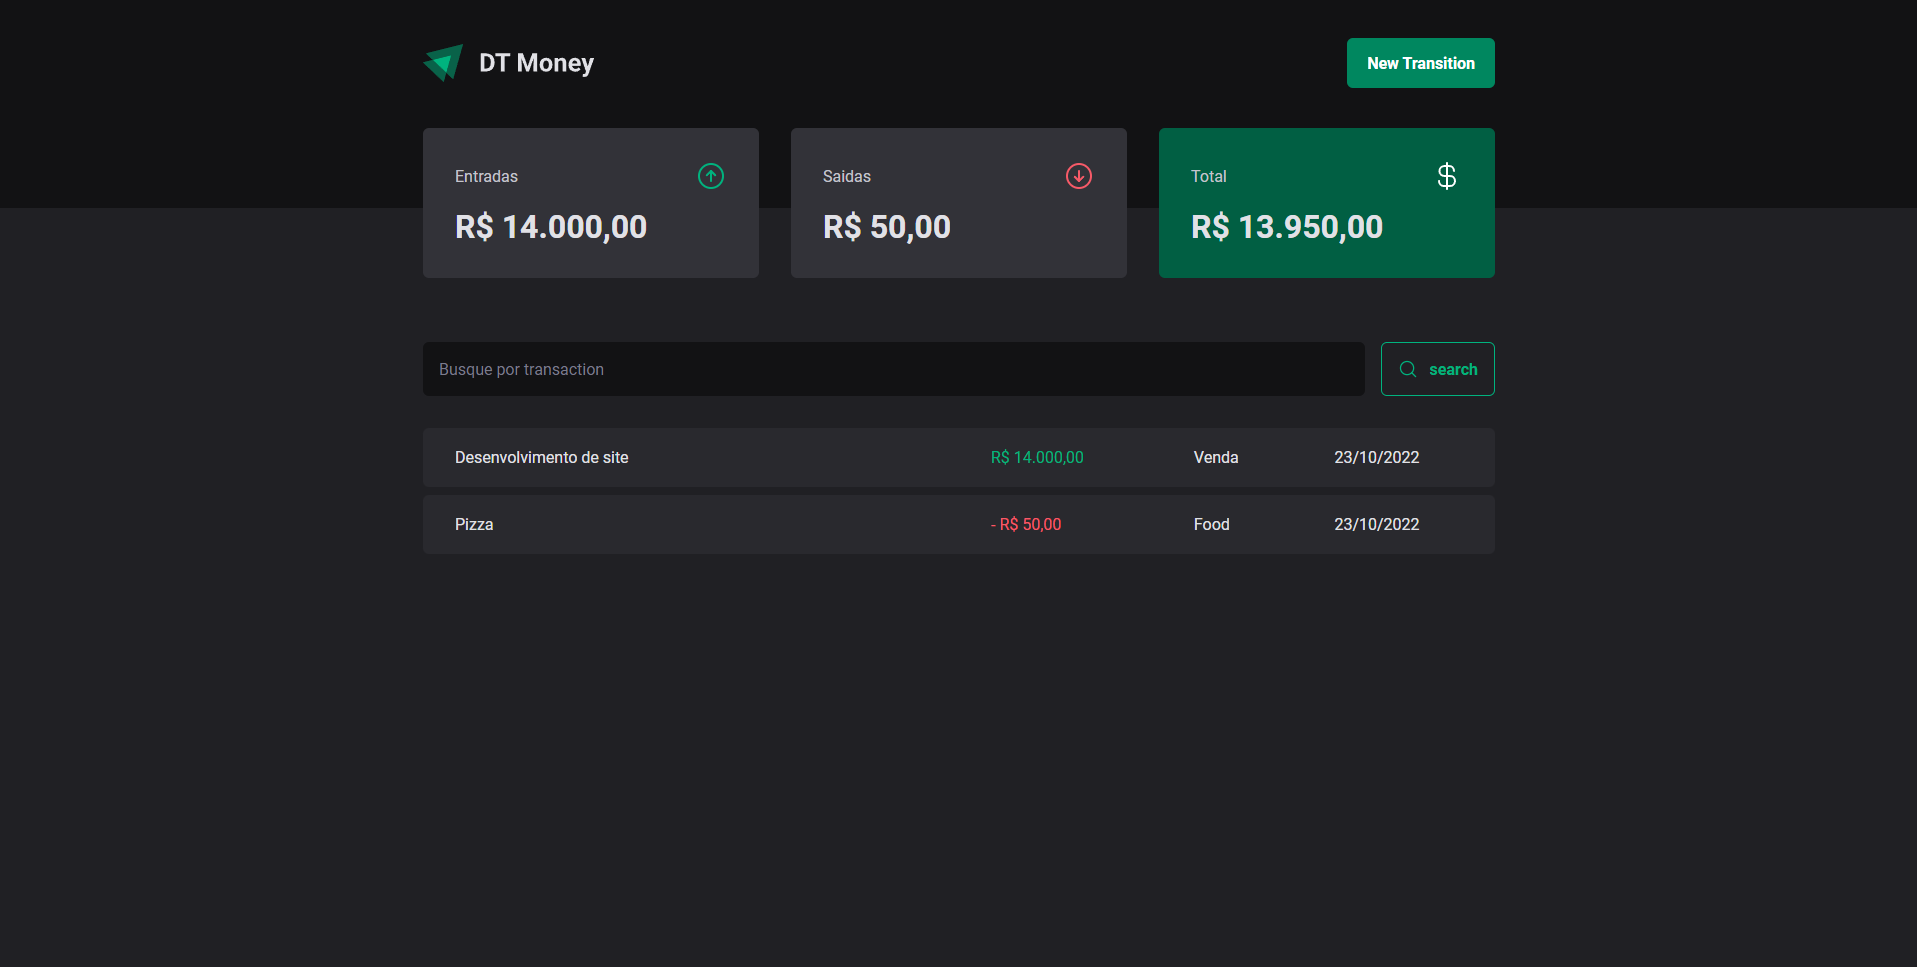 DT Money
New Transition
Entradas
R$ 14.000,00
Saidas
R$ 50,00
Total
R$ 13.950,00
Busque por transaction
search
Desenvolvimento de site R$ 14.000,00 Venda 23/10/2022
Pizza - R$ 50,00 Food 23/10/2022